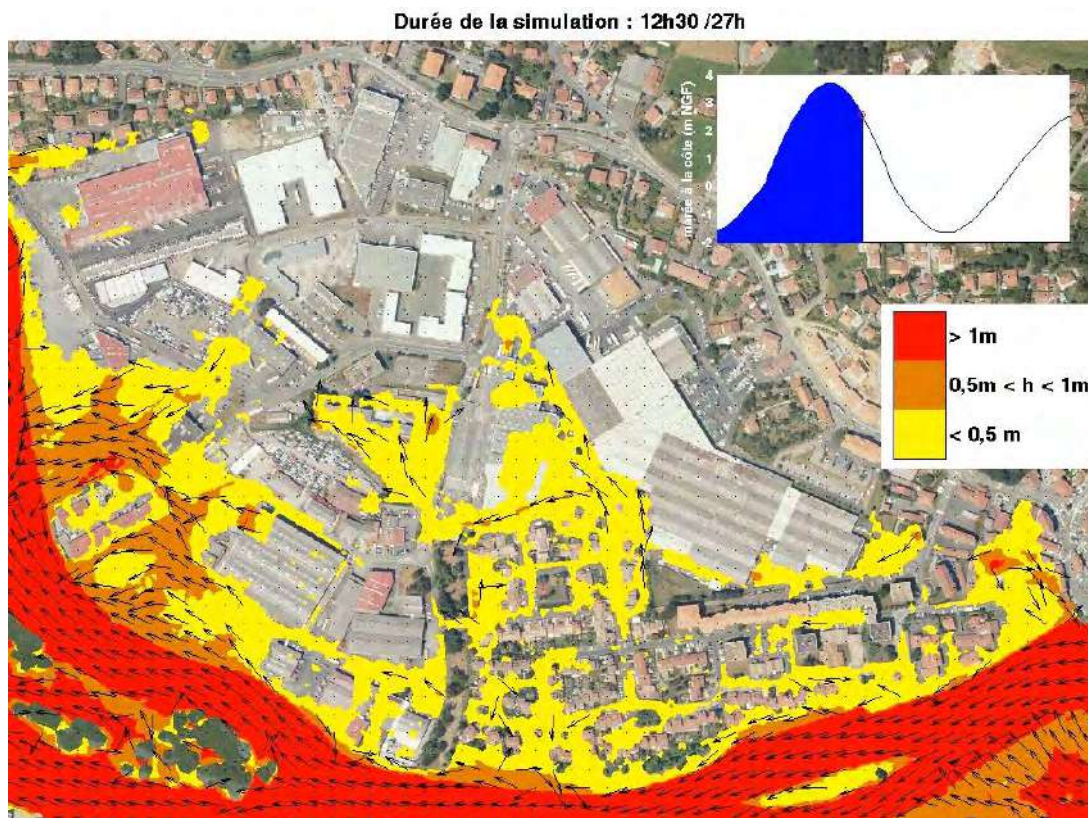 Durée de la simulation : 12h30 /27h
marée à la côte (m NGF)
4
3
2
1
0
-1
-2
> 1m
0,5m < h < 1m
< 0,5 m